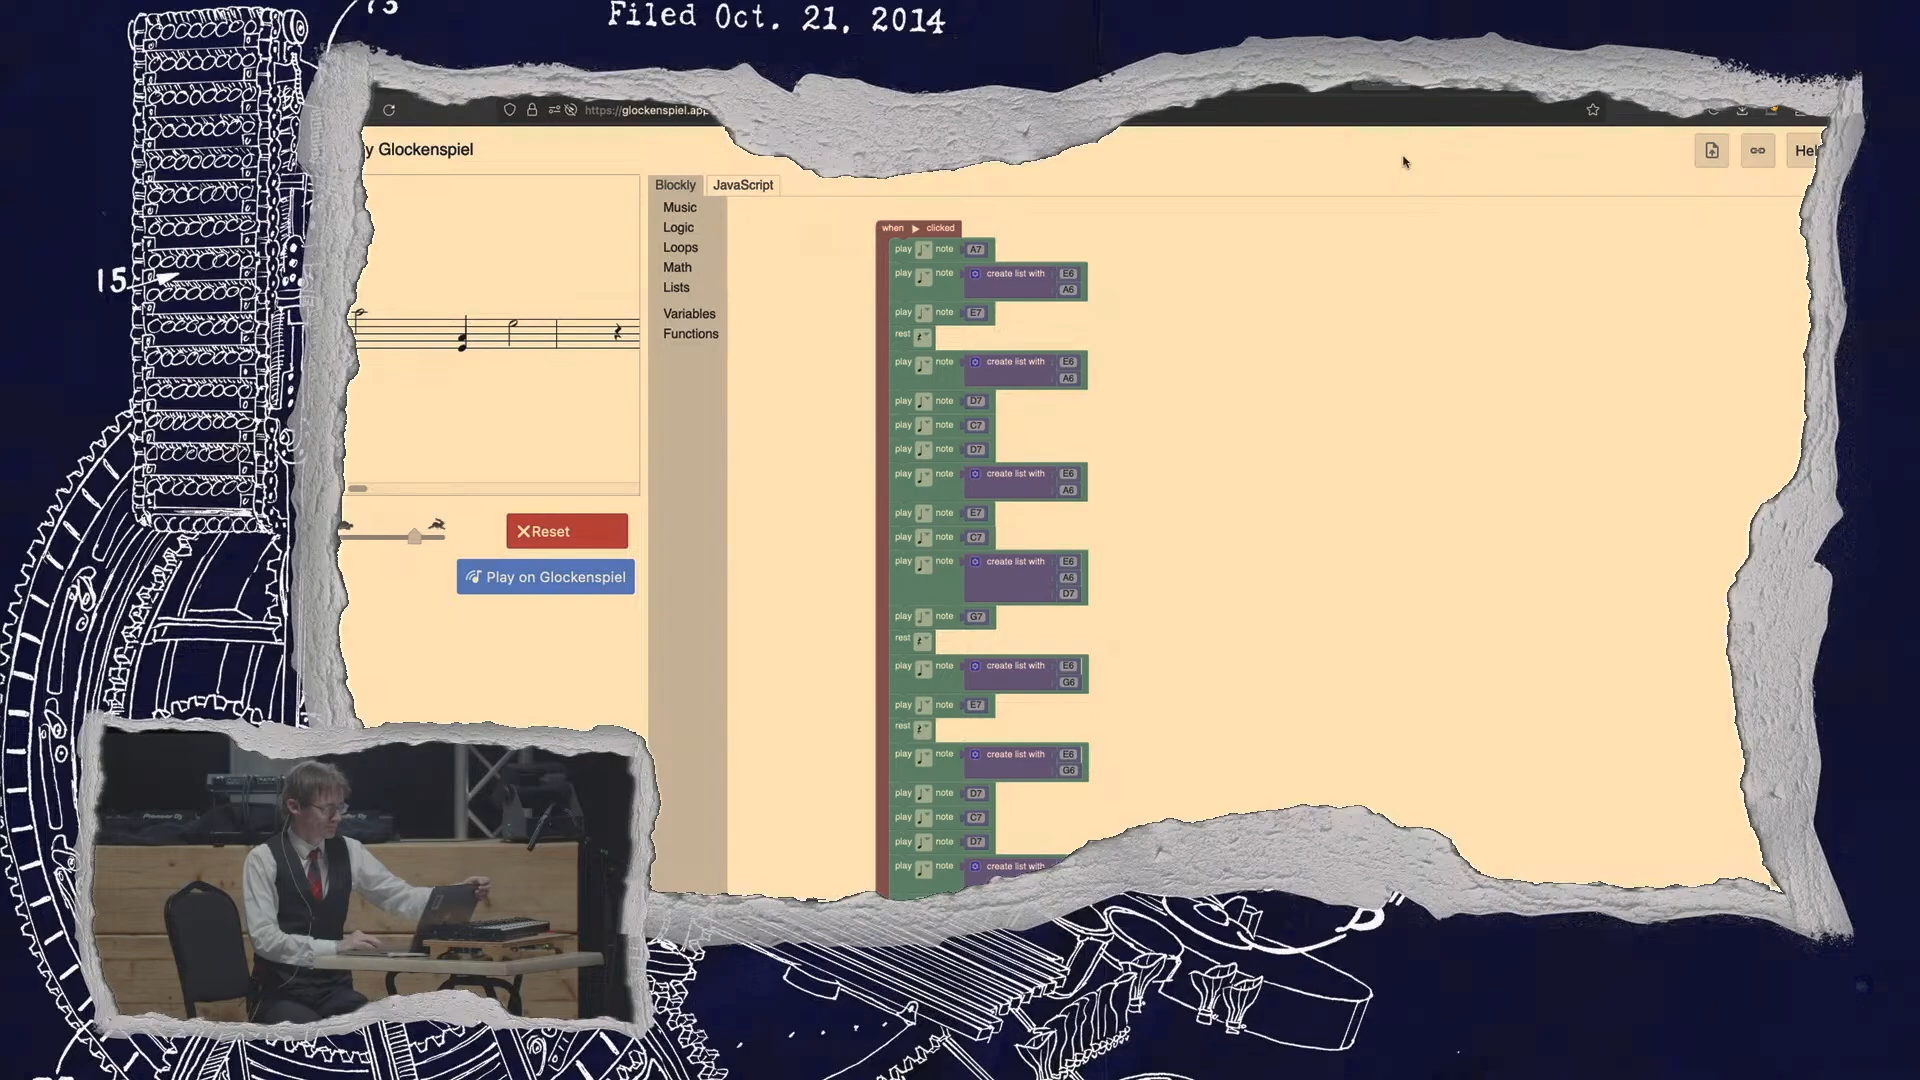 13
Filed Oct. 21, 2014
15
https://glockenspiel.app
y Glockenspiel
Hel
Blockly
JavaScript
Music
Logic
Loops
Math
Lists
Variables
Functions
Reset
Play on Glockenspiel
when clicked
play note A7
play note create list with E6
A6
play note E7
rest
play note create list with E6
A6
play note D7
play note C7
play note D7
play note create list with E6
A6
play note E7
play note C7
play note create list with E6
A6
D7
play note G7
rest
play note create list with E6
G6
play note E7
rest
play note create list with E6
G6
play note D7
play note C7
play note D7
play note create list with
Pioneer DJ